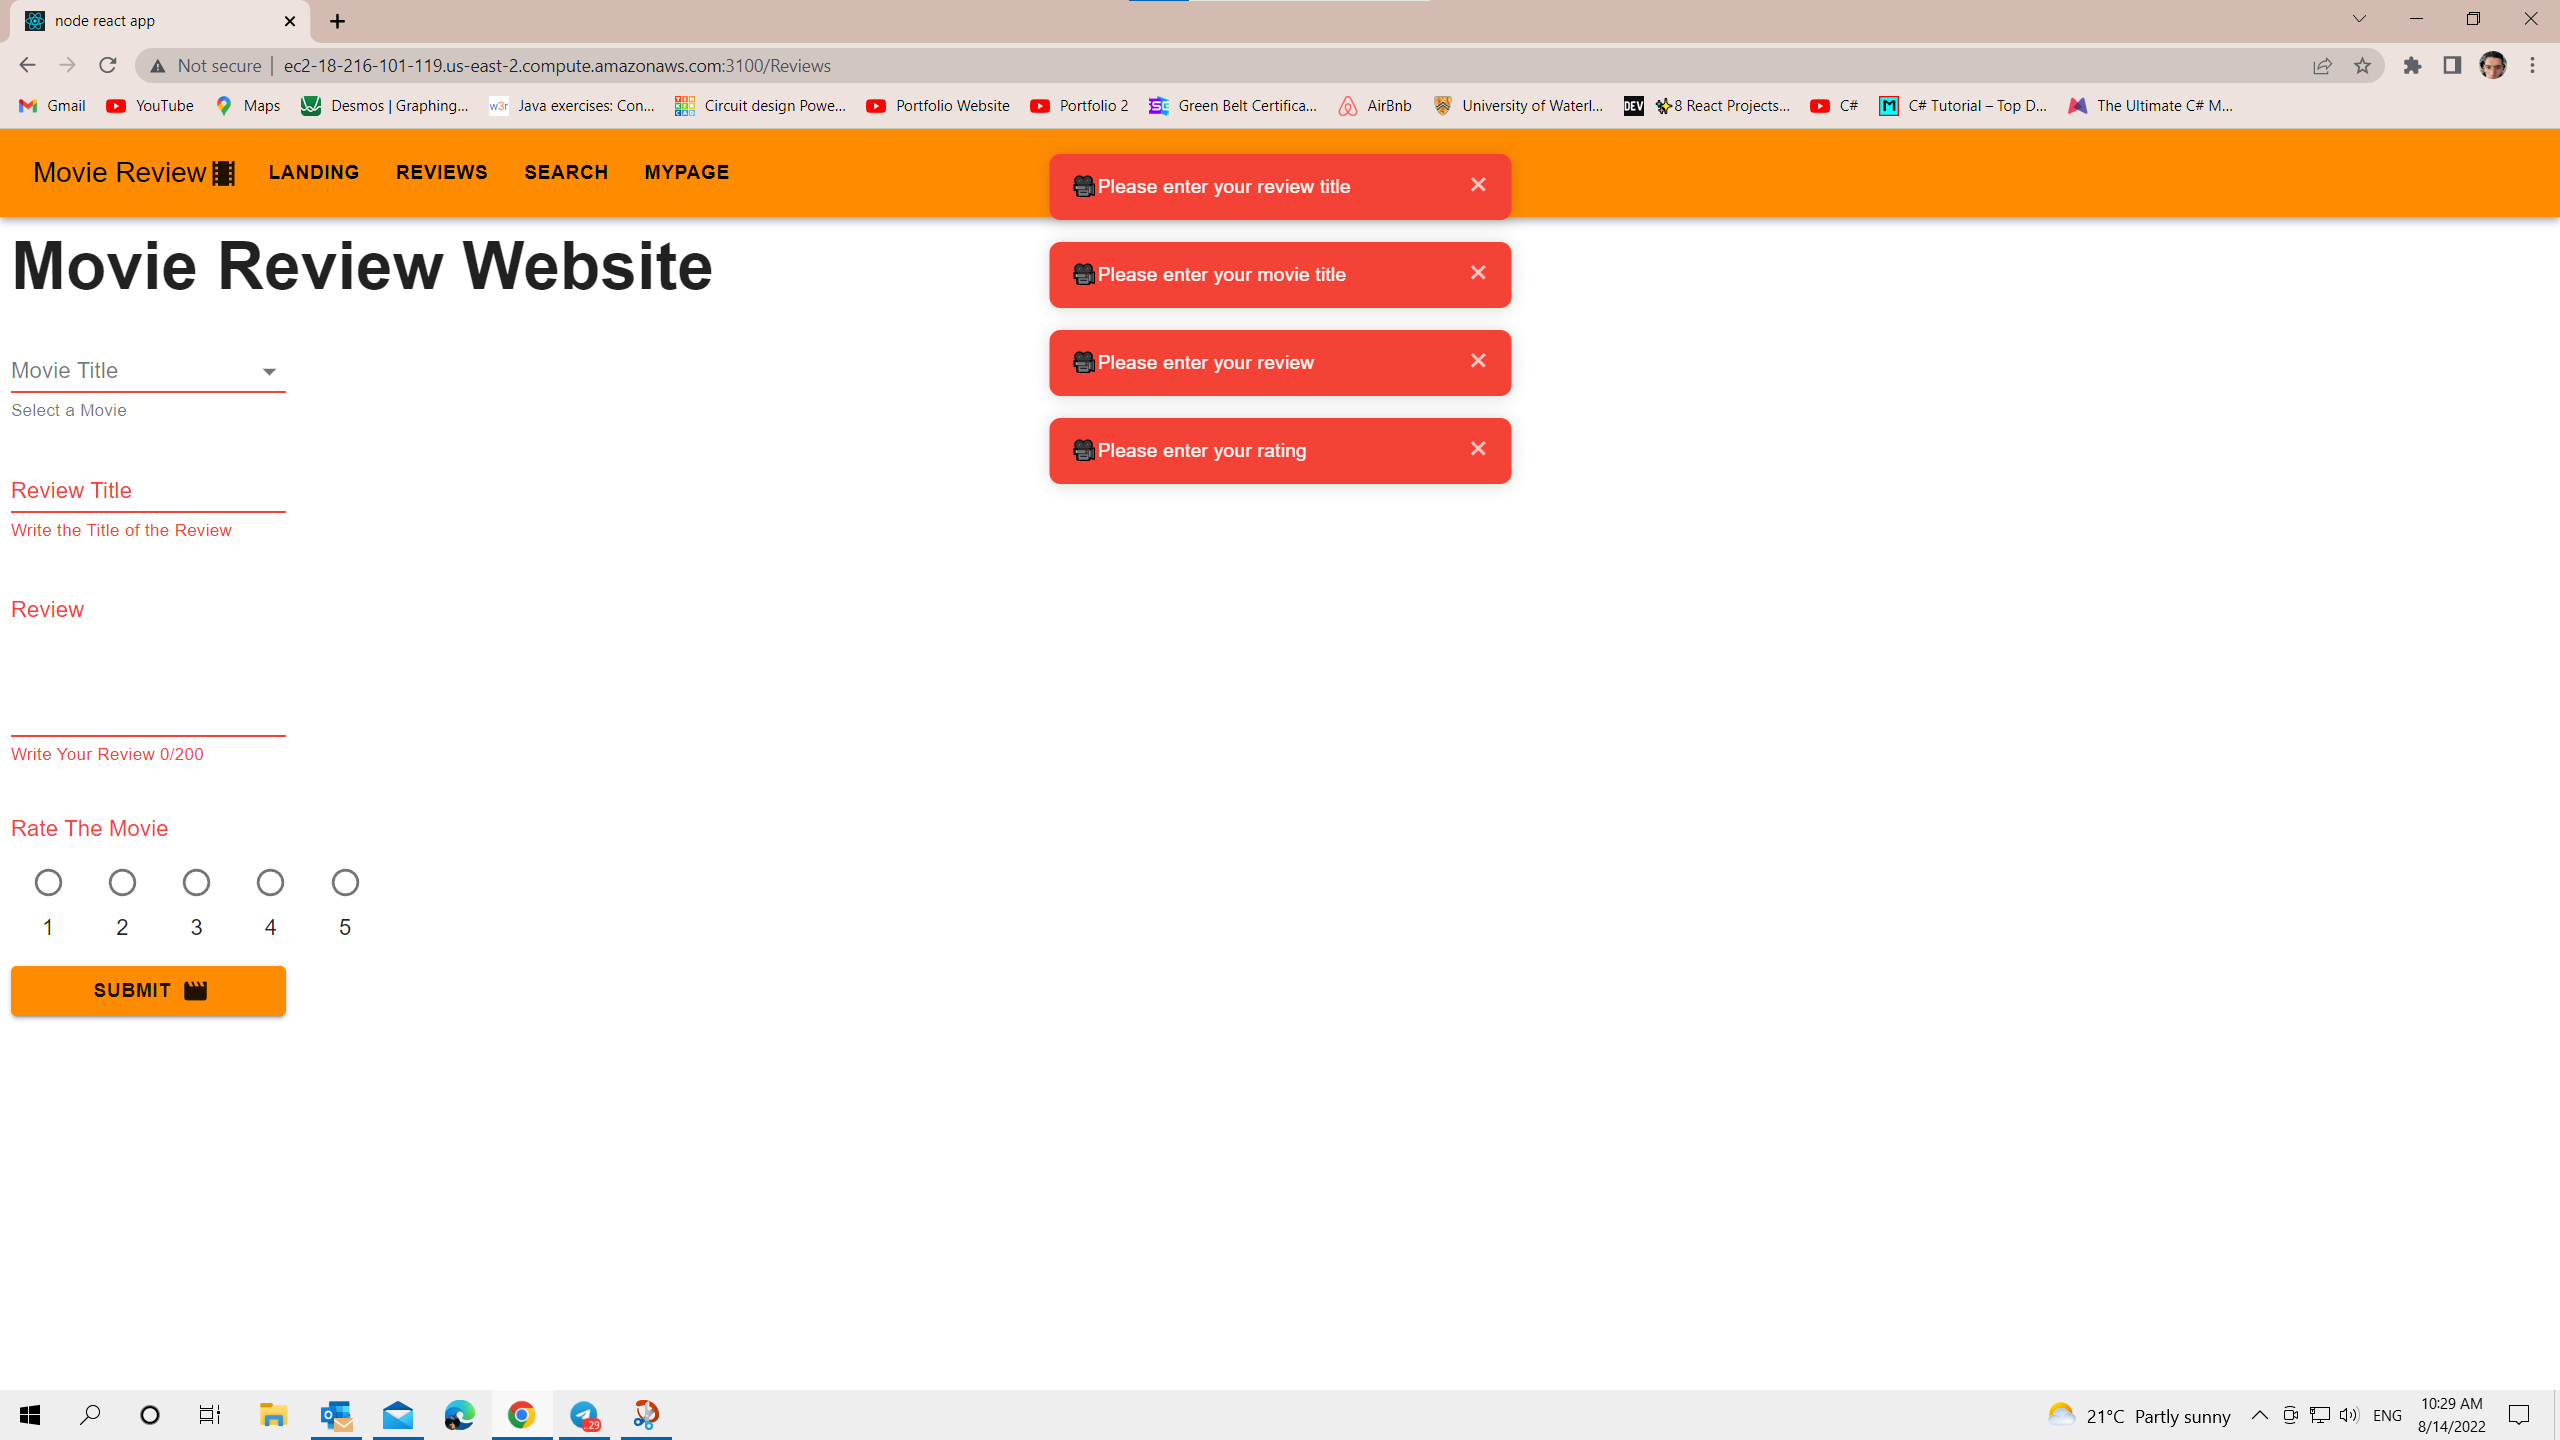 node react app
Not secure | ec2-18-216-101-119.us-east-2.compute.amazonaws.com:3100/Reviews
Gmail YouTube Maps Desmos | Graphing... w3r Java exercises: Con... Circuit design Powe... Portfolio Website Portfolio 2 Green Belt Certifica... AirBnb University of Waterl... DEV 8 React Projects... C# M C# Tutorial – Top D... The Ultimate C# M...
Movie Review LANDING REVIEWS SEARCH MYPAGE
Please enter your review title
Movie Review Website
Please enter your movie title
Please enter your review
Please enter your rating
Movie Title
Select a Movie
Review Title
Write the Title of the Review
Review
Write Your Review 0/200
Rate The Movie
1 2 3 4 5
SUBMIT
21°C Partly sunny ENG 10:29 AM
8/14/2022